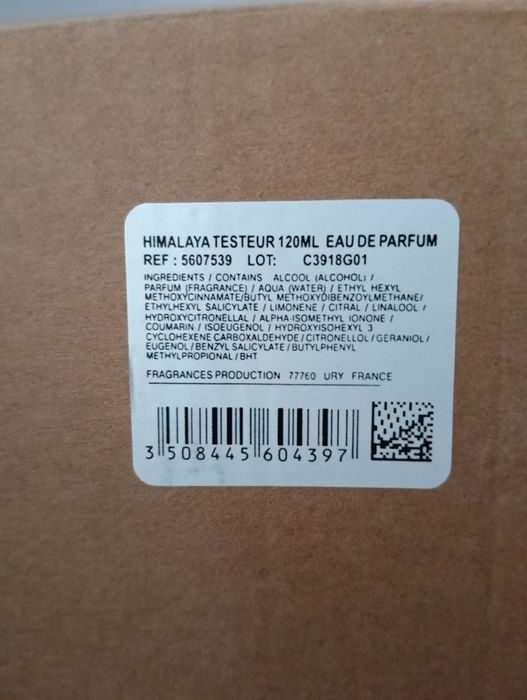 HIMALAYA TESTEUR 120ML EAU DE PARFUM
REF : 5607539 LOT: C3918G01
INGREDIENTS / CONTAINS ALCOOL (ALCOHOL) /
PARFUM (FRAGRANCE) / AQUA (WATER) / ETHYL HEXYL
METHOXYCINNAMATE/BUTYL METHOXYDIBENZOYLMETHANE/
ETHYLHEXYL SALICYLATE / LIMONENE / CITRAL / LINALOOL /
HYDROXYCITRONELLAL / ALPHA-ISOMETHYL IONONE /
COUMARIN / ISOEUGENOL / HYDROXYISOHEXYL 3
CYCLOHEXENE CARBOXALDEHYDE / CITRONELLOL / GERANIOL /
EUGENOL / BENZYL SALICYLATE / BUTYLPHENYL
METHYLPROPIONAL / BHT
FRAGRANCES PRODUCTION 77760 URY FRANCE
3 508445 604397